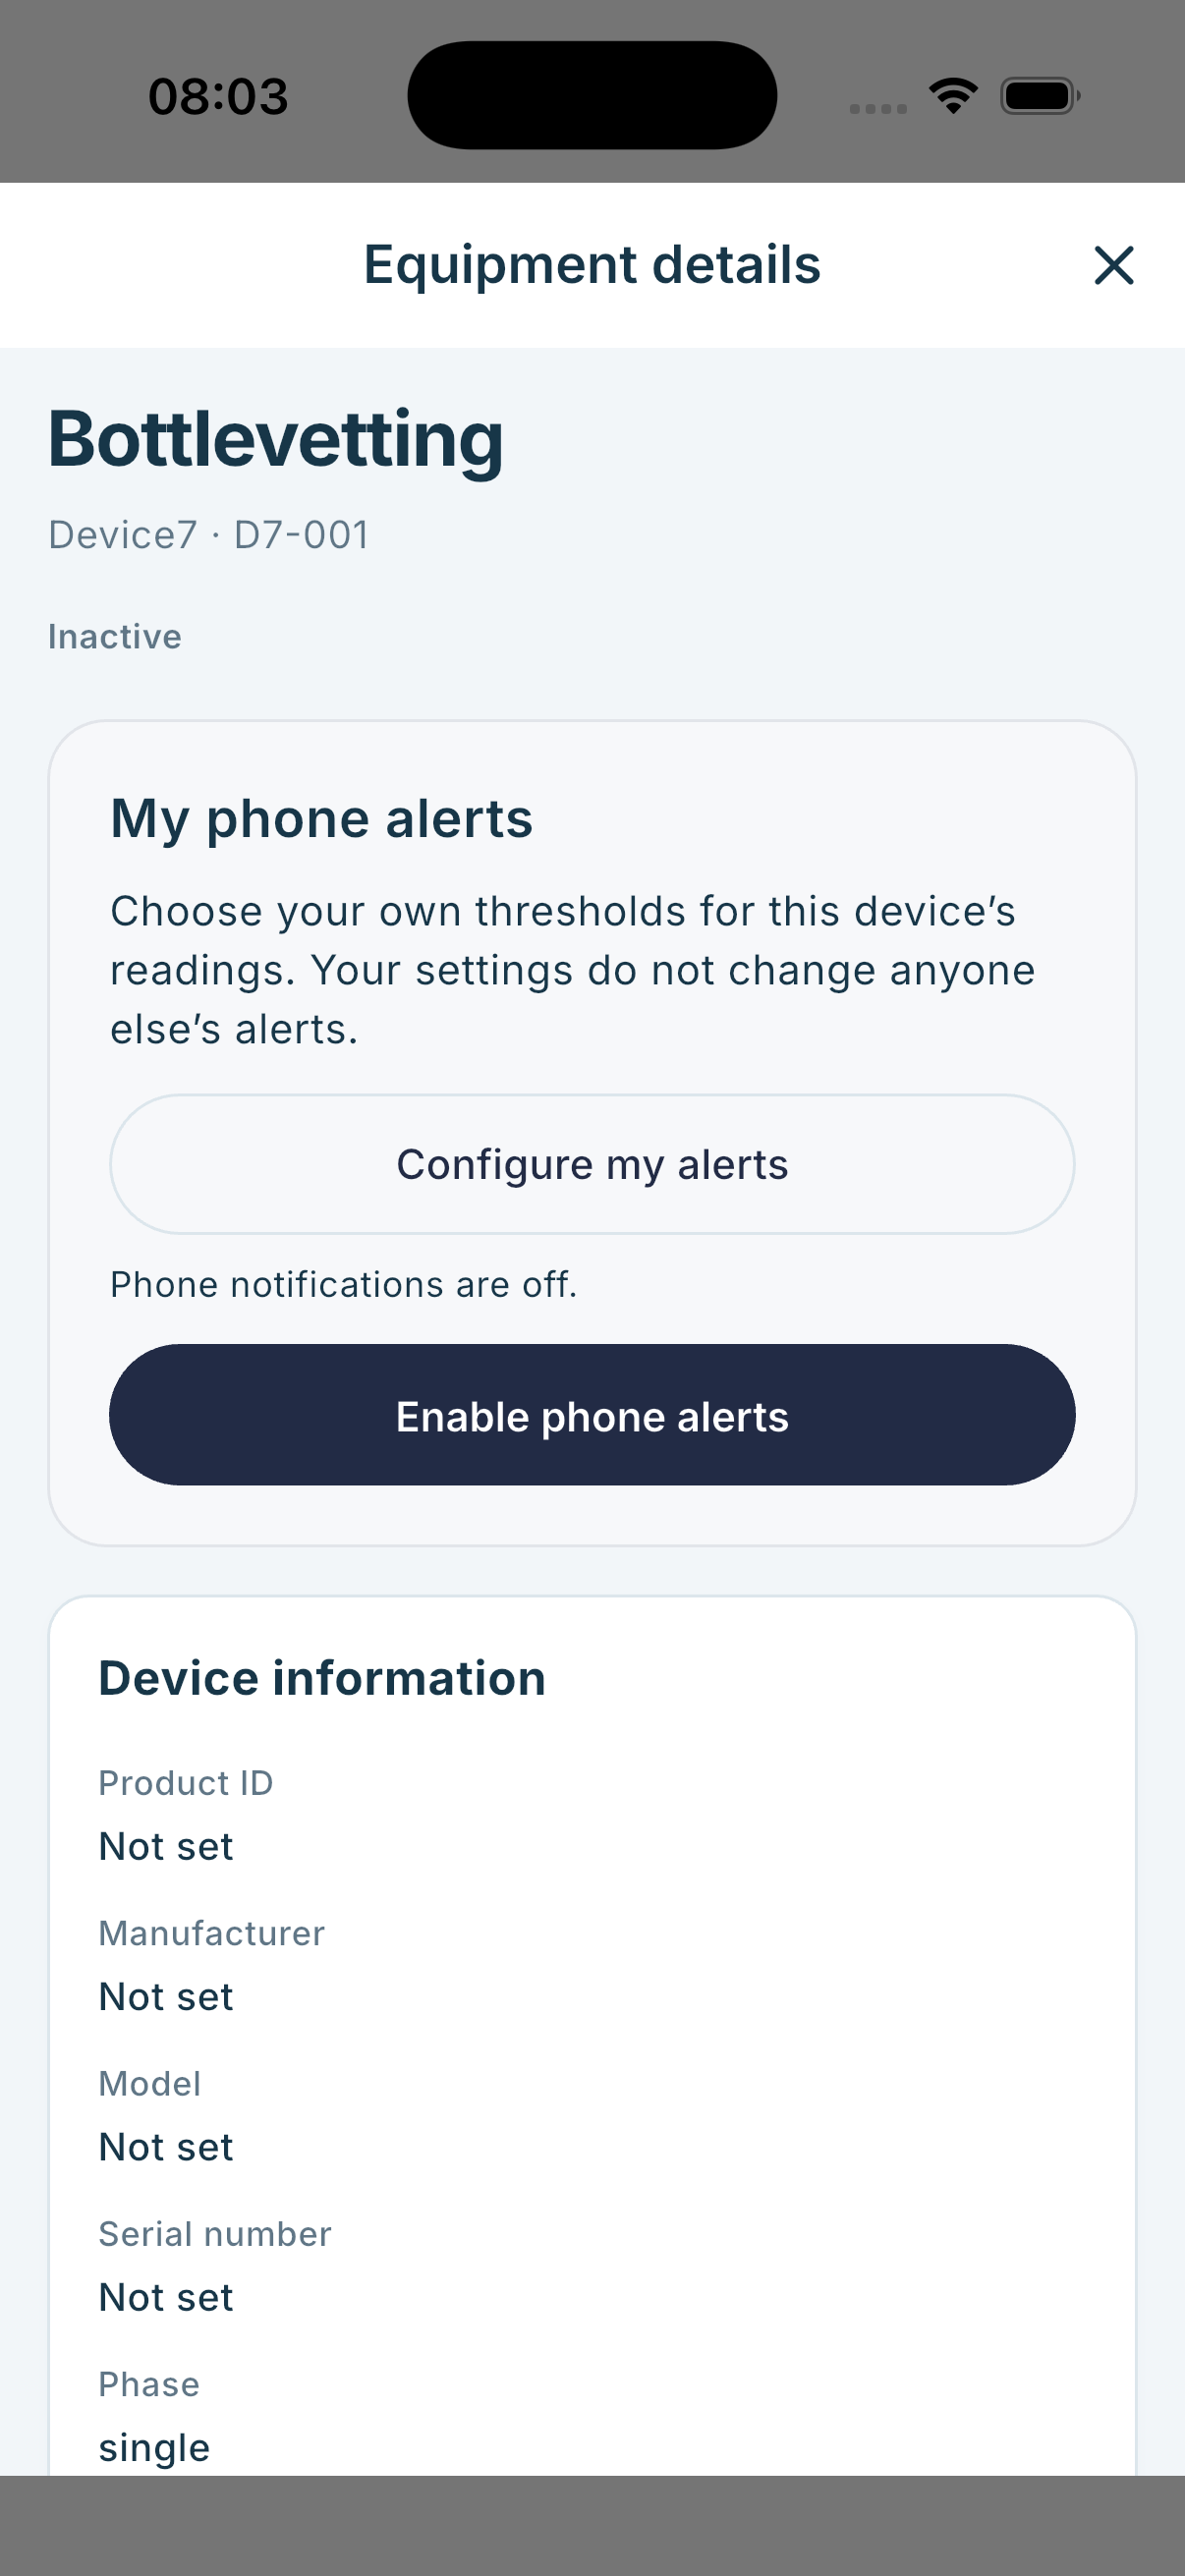 08:03
Equipment details
Bottlevetting
Device7 · D7-001
Inactive
My phone alerts
Choose your own thresholds for this device’s
readings. Your settings do not change anyone
else’s alerts.
Configure my alerts
Phone notifications are off.
Enable phone alerts
Device information
Product ID
Not set
Manufacturer
Not set
Model
Not set
Serial number
Not set
Phase
single